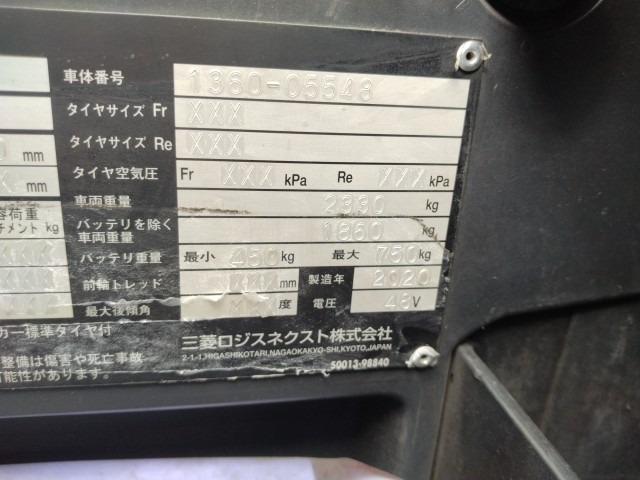 車体番号 1360-05548
タイヤサイズ Fr XXX
タイヤサイズ Re XXX
mm タイヤ空気圧 Fr XXX kPa Re XXX kPa
mm 車両重量 2330 kg
容荷重
チメント kg バッテリを除く車両重量 1860 kg
バッテリ重量 最小 450 kg 最大 750 kg
前輪トレッド mm 製造年 2020
最大後傾角 度 電圧 48 V
カー標準タイヤ付
三菱ロジスネクスト株式会社
2-1-1,HIGASHIKOTARI,NAGAOKAKYO-SHI,KYOTO,JAPAN
整備は傷害や死亡事故
可能性があります。
50013-98840